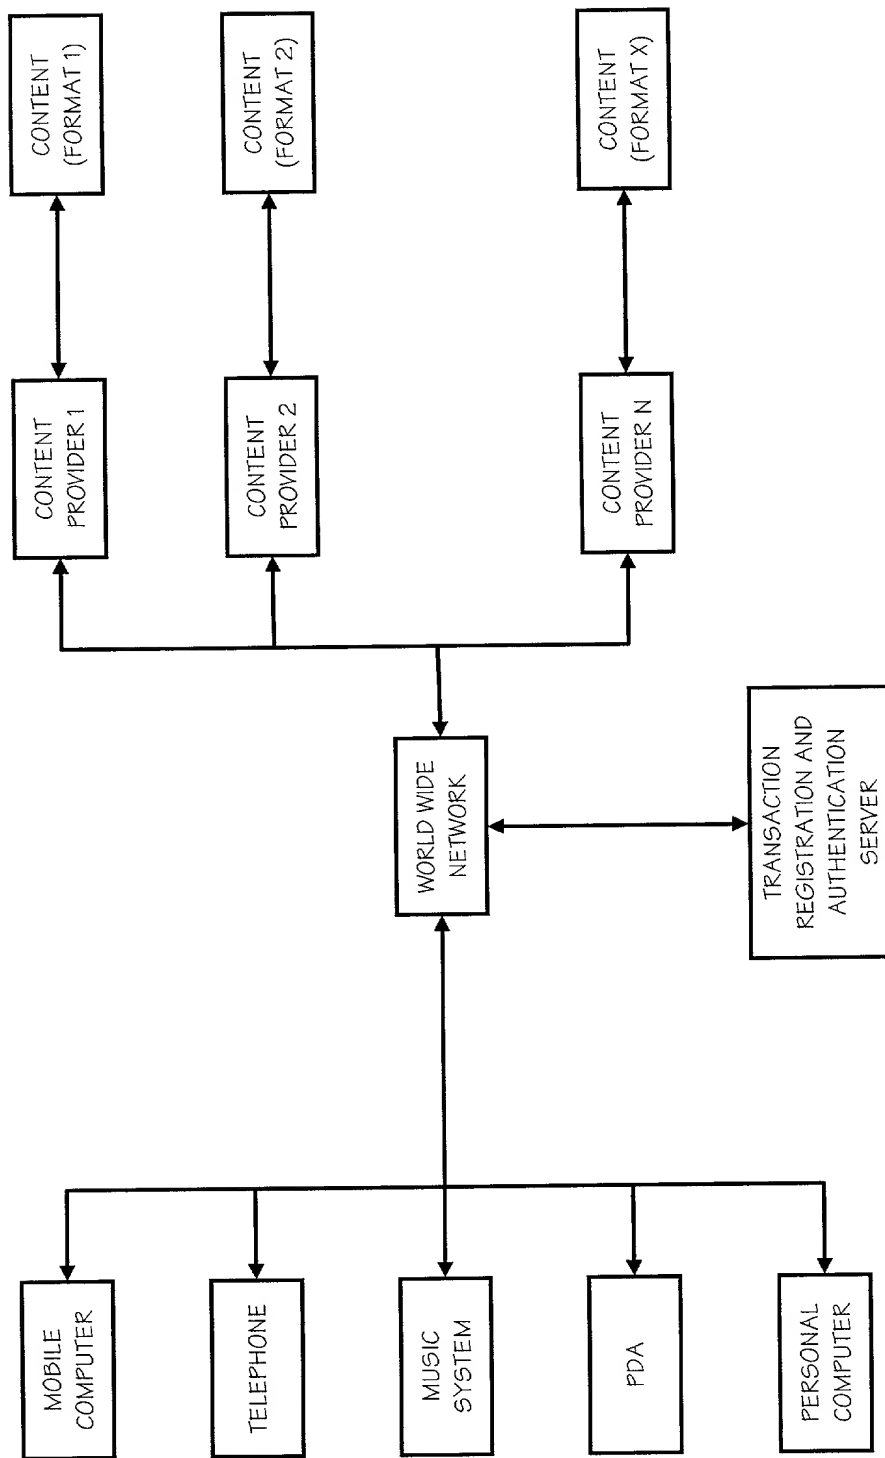 CONTENT
(FORMAT 1)
CONTENT
(FORMAT 2)
CONTENT
(FORMAT X)
CONTENT
PROVIDER 1
CONTENT
PROVIDER 2
CONTENT
PROVIDER N
WORLD WIDE
NETWORK
TRANSACTION
REGISTRATION AND
AUTHENTICATION
SERVER
MOBILE
COMPUTER
TELEPHONE
MUSIC
SYSTEM
PDA
PERSONAL
COMPUTER